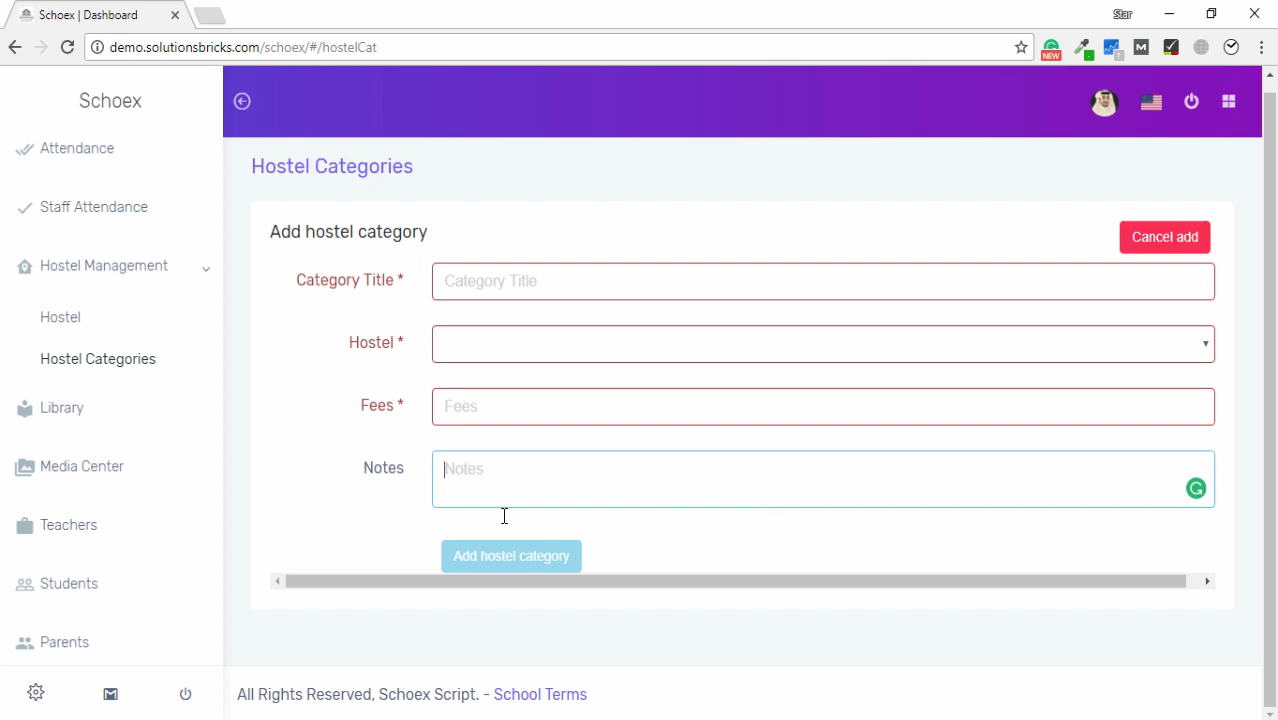 Schoex | Dashboard
Star
demo.solutionsbricks.com/schoex/#/hostelCat
NEW
M
Schoex
Attendance
Staff Attendance
Hostel Management
Hostel
Hostel Categories
Library
Media Center
Teachers
Students
Parents
Hostel Categories
Add hostel category
Cancel add
Category Title *
Category Title
Hostel *
Fees *
Fees
Notes
Notes
Add hostel category
All Rights Reserved, Schoex Script. - School Terms